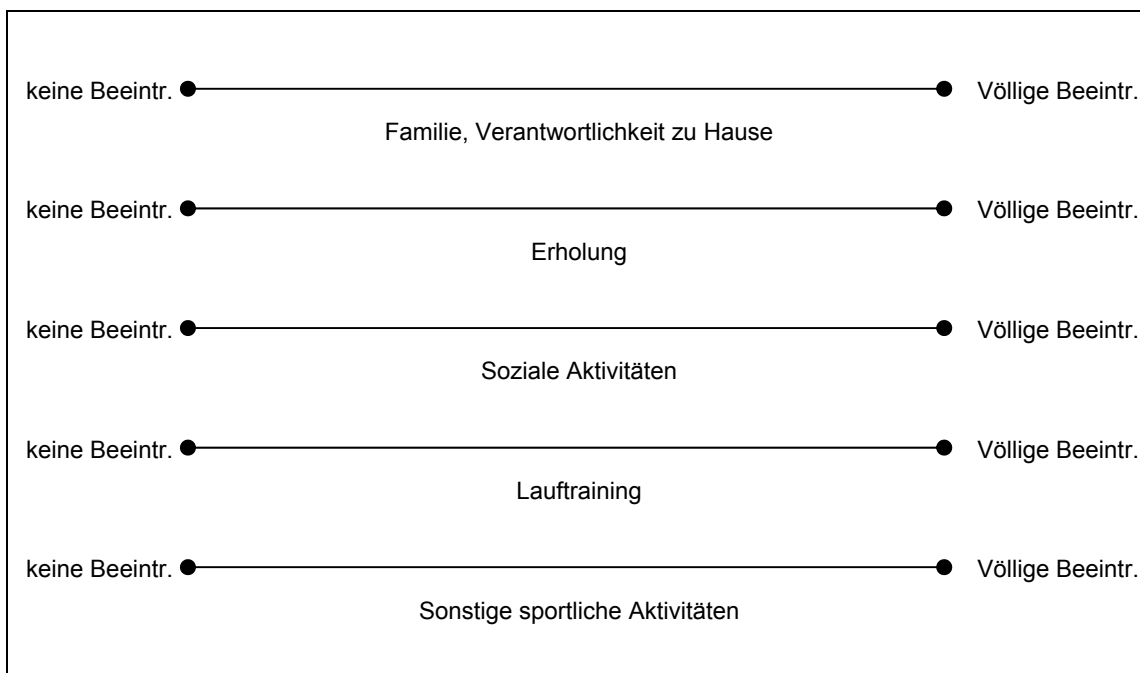 keine Beeintr. Völlige Beeintr.
Familie, Verantwortlichkeit zu Hause
keine Beeintr. Völlige Beeintr.
Erholung
keine Beeintr. Völlige Beeintr.
Soziale Aktivitäten
keine Beeintr. Völlige Beeintr.
Lauftraining
keine Beeintr. Völlige Beeintr.
Sonstige sportliche Aktivitäten